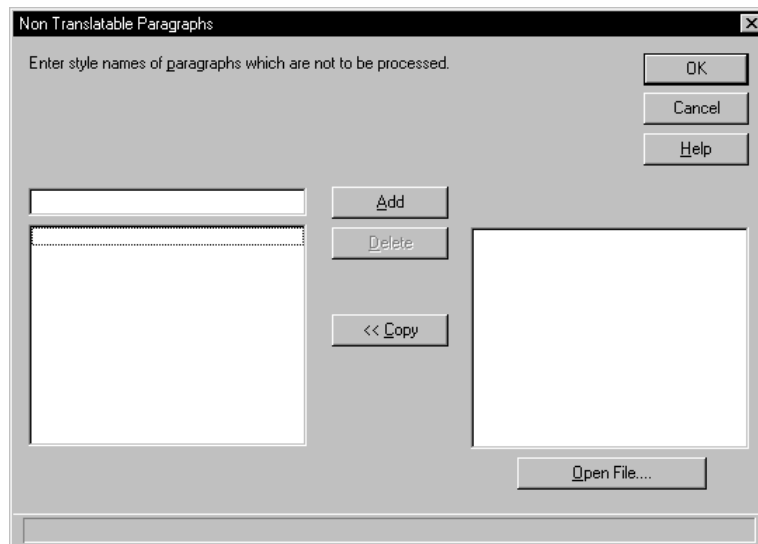 Non Translatable Paragraphs
Enter style names of paragraphs which are not to be processed.
OK
Cancel
Help
Add
Delete
<< Copy
Open File....